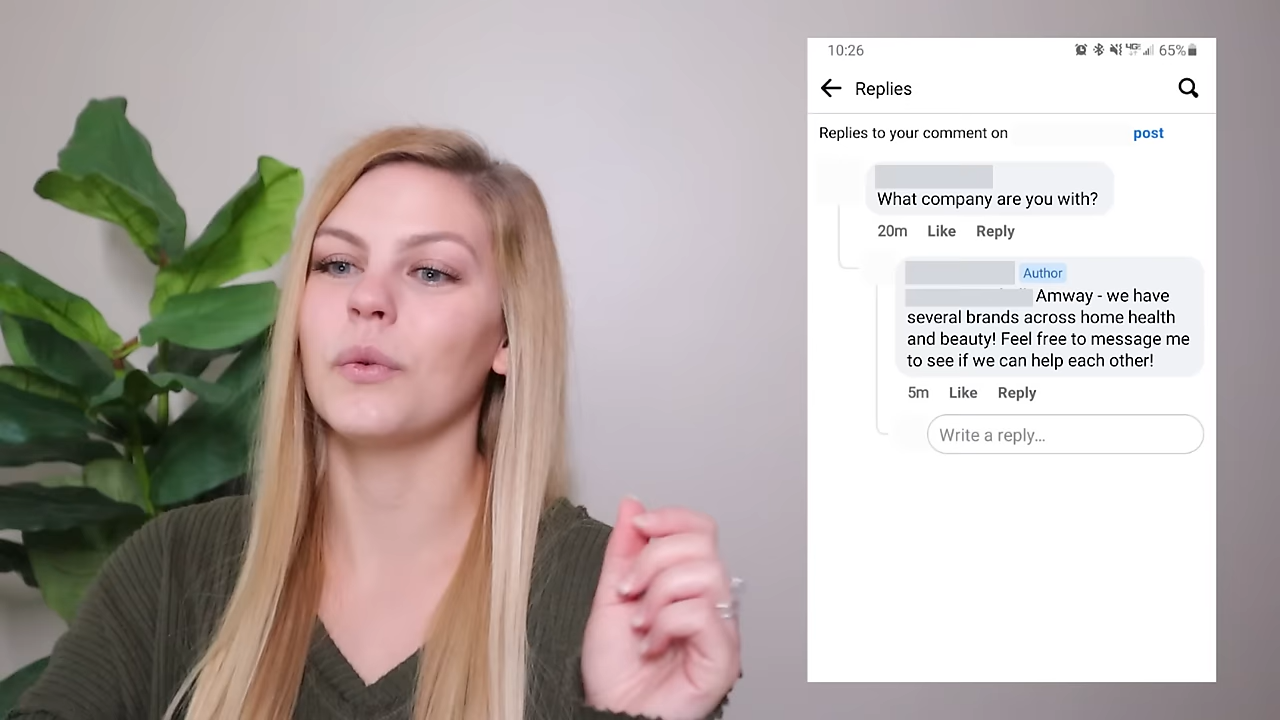 10:26
4G 65%
Replies
Replies to your comment on post
What company are you with?
20m Like Reply
Author
Amway - we have
several brands across home health
and beauty! Feel free to message me
to see if we can help each other!
5m Like Reply
Write a reply...